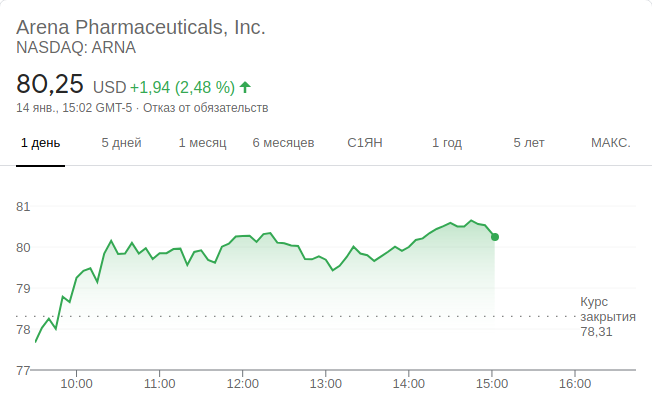 Arena Pharmaceuticals, Inc.
NASDAQ: ARNA
80,25 USD +1,94 (2,48 %)
14 янв., 15:02 GMT-5 · Отказ от обязательств
1 день 5 дней 1 месяц 6 месяцев С1ЯН 1 год 5 лет МАКС.
81
80
79
Курс
закрытия
78,31
78
77
10:00 11:00 12:00 13:00 14:00 15:00 16:00